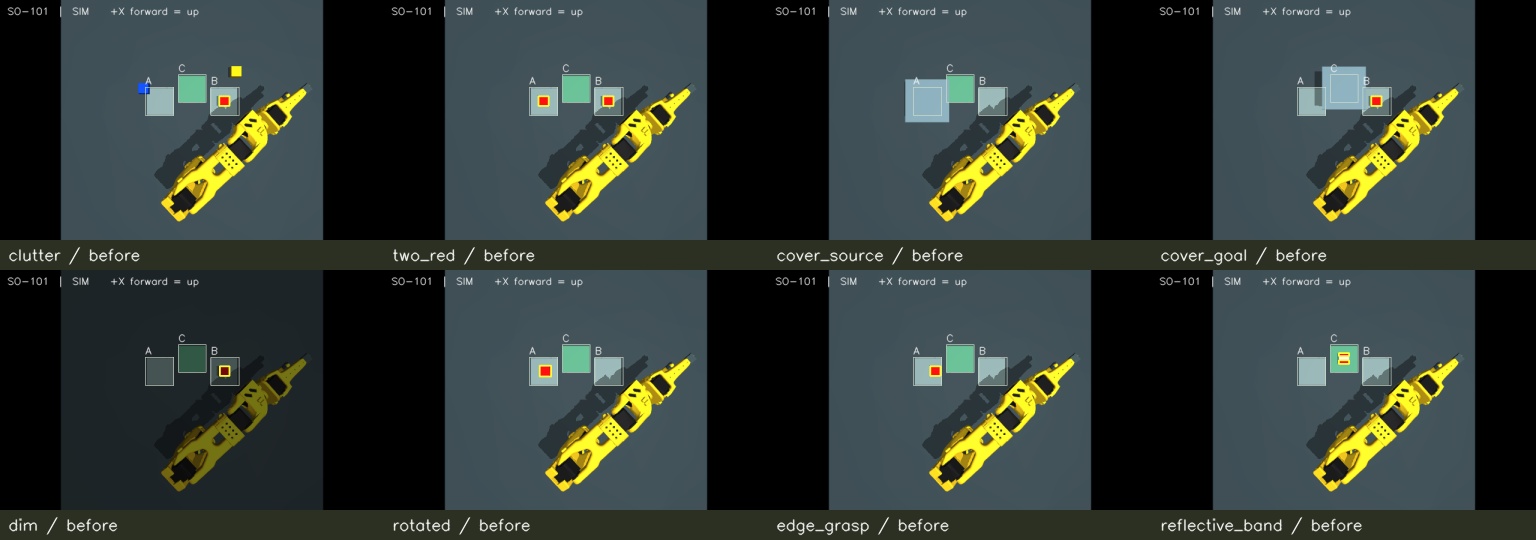 SO-101 | SIM +X forward = up SO-101 | SIM +X forward = up SO-101 | SIM +X forward = up SO-101 | SIM +X forward = up
C A B
C A B
A C B
C A B
clutter / before two_red / before cover_source / before cover_goal / before
SO-101 | SIM +X forward = up SO-101 | SIM +X forward = up SO-101 | SIM +X forward = up SO-101 | SIM +X forward = up
C A B
C A B
C A B
C A B
dim / before rotated / before edge_grasp / before reflective_band / before